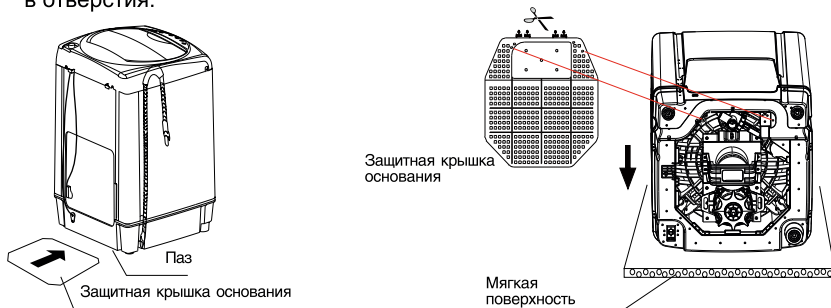 в отверстия.
Защитная крышка
основания
Паз
Защитная крышка основания
Мягкая
поверхность